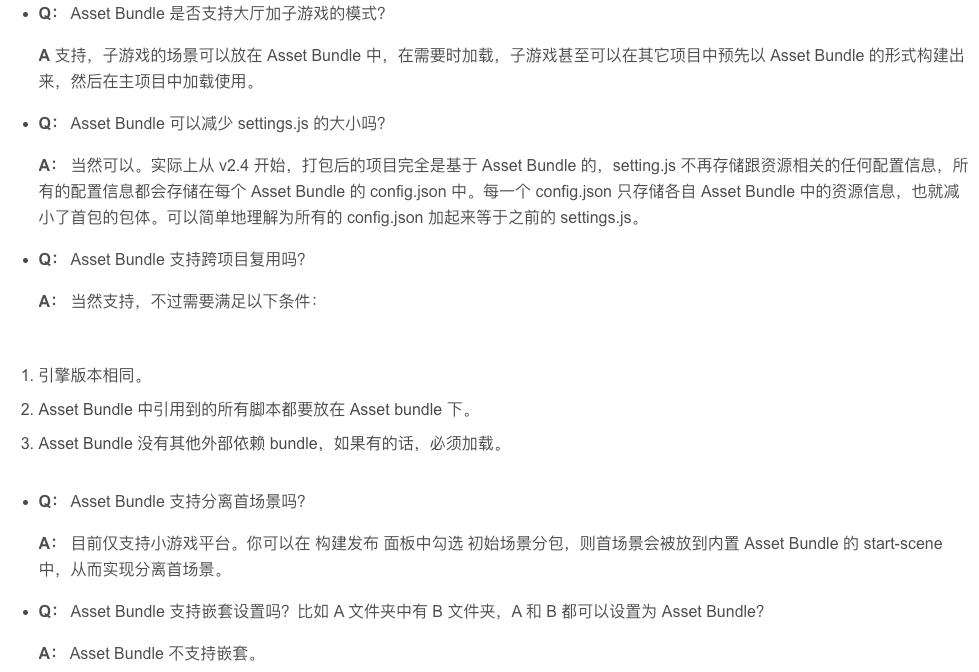 • Q： Asset Bundle 是否支持大厅加子游戏的模式？
A 支持，子游戏的场景可以放在 Asset Bundle 中，在需要时加载，子游戏甚至可以在其它项目中预先以 Asset Bundle 的形式构建出
来，然后在主项目中加载使用。
• Q： Asset Bundle 可以减少 settings.js 的大小吗？
A： 当然可以。实际上从 v2.4 开始，打包后的项目完全是基于 Asset Bundle 的，setting.js 不再存储跟资源相关的任何配置信息，所
有的配置信息都会存储在每个 Asset Bundle 的 config.json 中。每一个 config.json 只存储各自 Asset Bundle 中的资源信息，也就减
小了首包的包体。可以简单地理解为所有的 config.json 加起来等于之前的 settings.js。
• Q： Asset Bundle 支持跨项目复用吗？
A： 当然支持，不过需要满足以下条件：
1. 引擎版本相同。
2. Asset Bundle 中引用到的所有脚本都要放在 Asset bundle 下。
3. Asset Bundle 没有其他外部依赖 bundle，如果有的话，必须加载。
• Q： Asset Bundle 支持分离首场景吗？
A： 目前仅支持小游戏平台。你可以在 构建发布 面板中勾选 初始场景分包，则首场景会被放到内置 Asset Bundle 的 start-scene
中，从而实现分离首场景。
• Q： Asset Bundle 支持嵌套设置吗？比如 A 文件夹中有 B 文件夹，A 和 B 都可以设置为 Asset Bundle？
A： Asset Bundle 不支持嵌套。